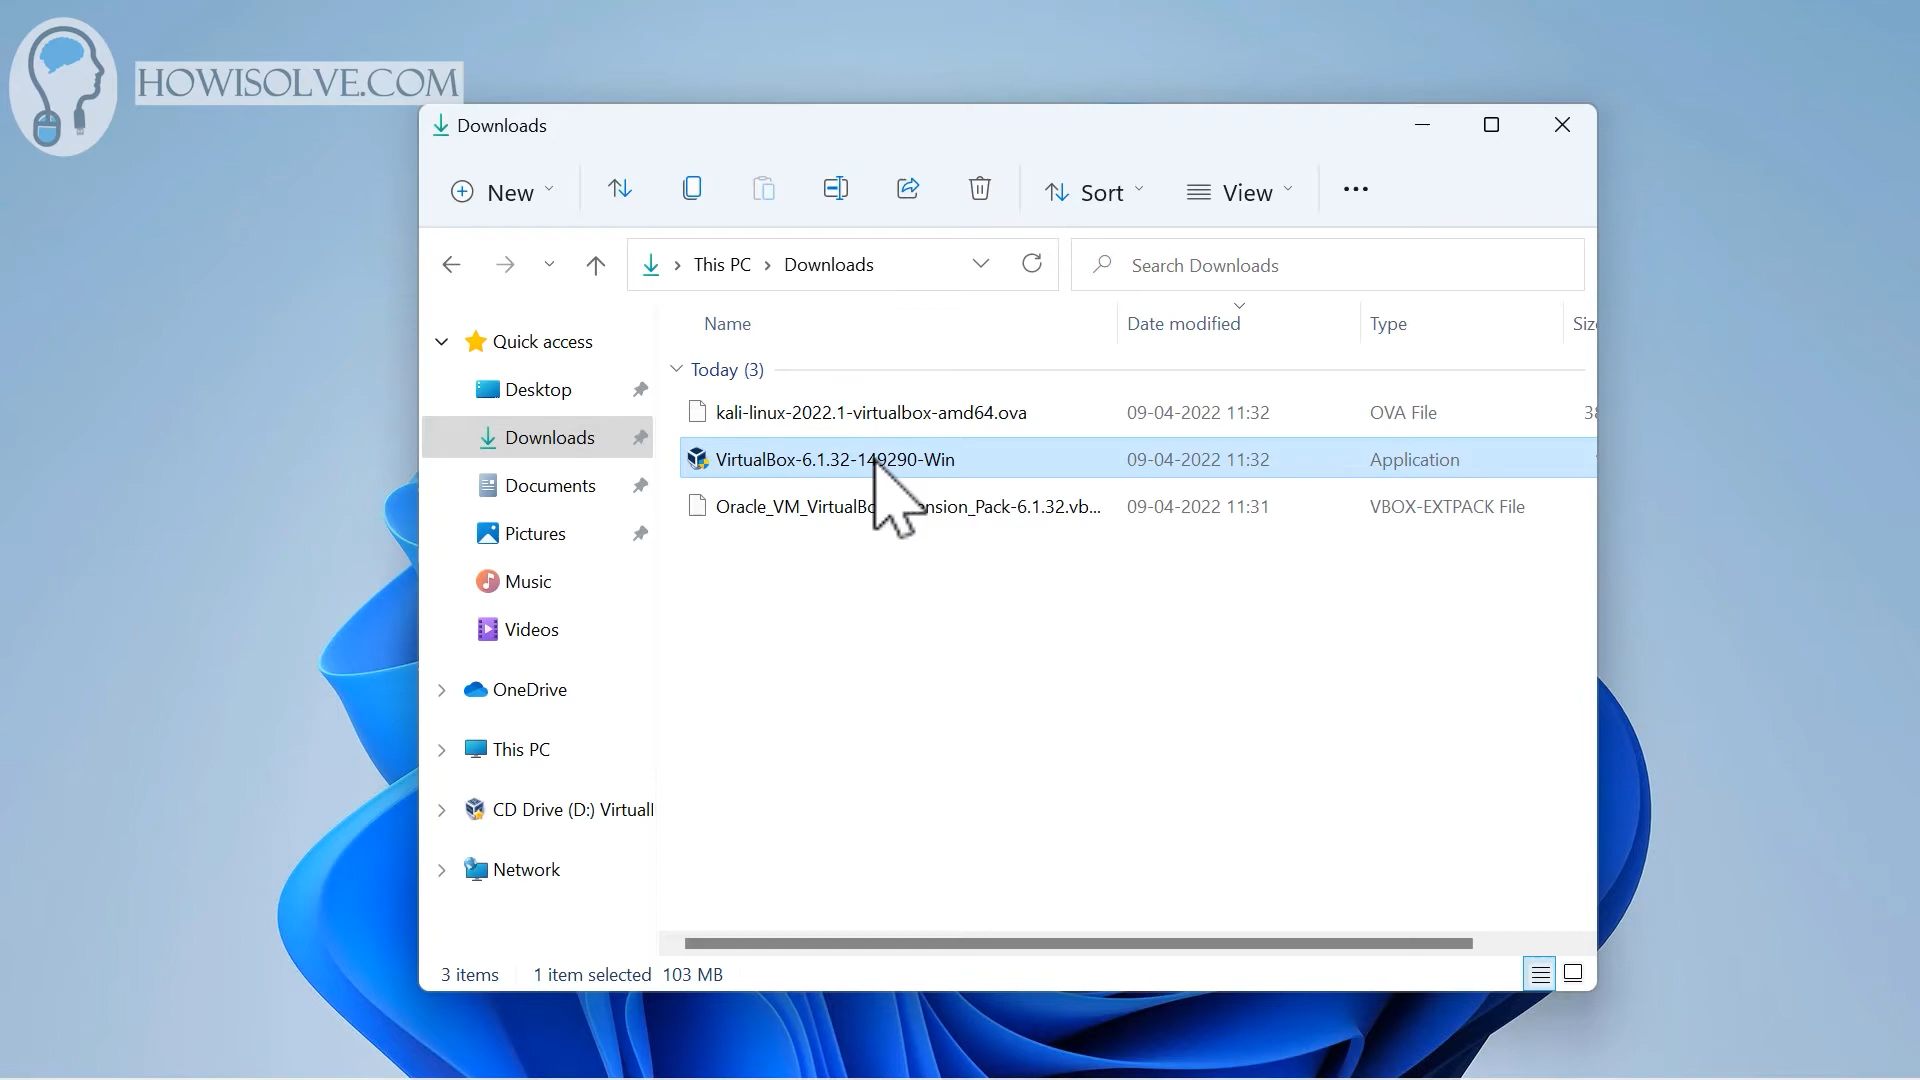 HOWISOLVE.COM
Downloads
New
Sort
View
This PC
Downloads
Search Downloads
Name
Date modified
Type
Quick access
Today (3)
Desktop
kali-linux-2022.1-virtualbox-amd64.ova
09-04-2022 11:32
OVA File
Downloads
VirtualBox-6.1.32-149290-Win
09-04-2022 11:32
Application
Documents
Oracle_VM_VirtualBo nsion_Pack-6.1.32.vb...
09-04-2022 11:31
VBOX-EXTPACK File
Pictures
Music
Videos
OneDrive
This PC
CD Drive (D:) Virtual
Network
3 items
1 item selected
103 MB